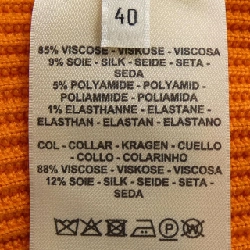 40
85% VISCOSE - VISKOSE - VISCOSA
9% SOIE - SILK - SEIDE - SETA -
SEDA
5% POLYAMIDE - POLYAMID -
POLIAMMIDE - POLIAMIDA
1% ELASTHANNE - ELASTANE -
ELASTHAN - ELASTAN - ELASTANO
COL - COLLAR - KRAGEN - CUELLO
- COLLO - COLARINHO
88% VISCOSE - VISKOSE - VISCOSA
12% SOIE - SILK - SEIDE - SETA -
SEDA